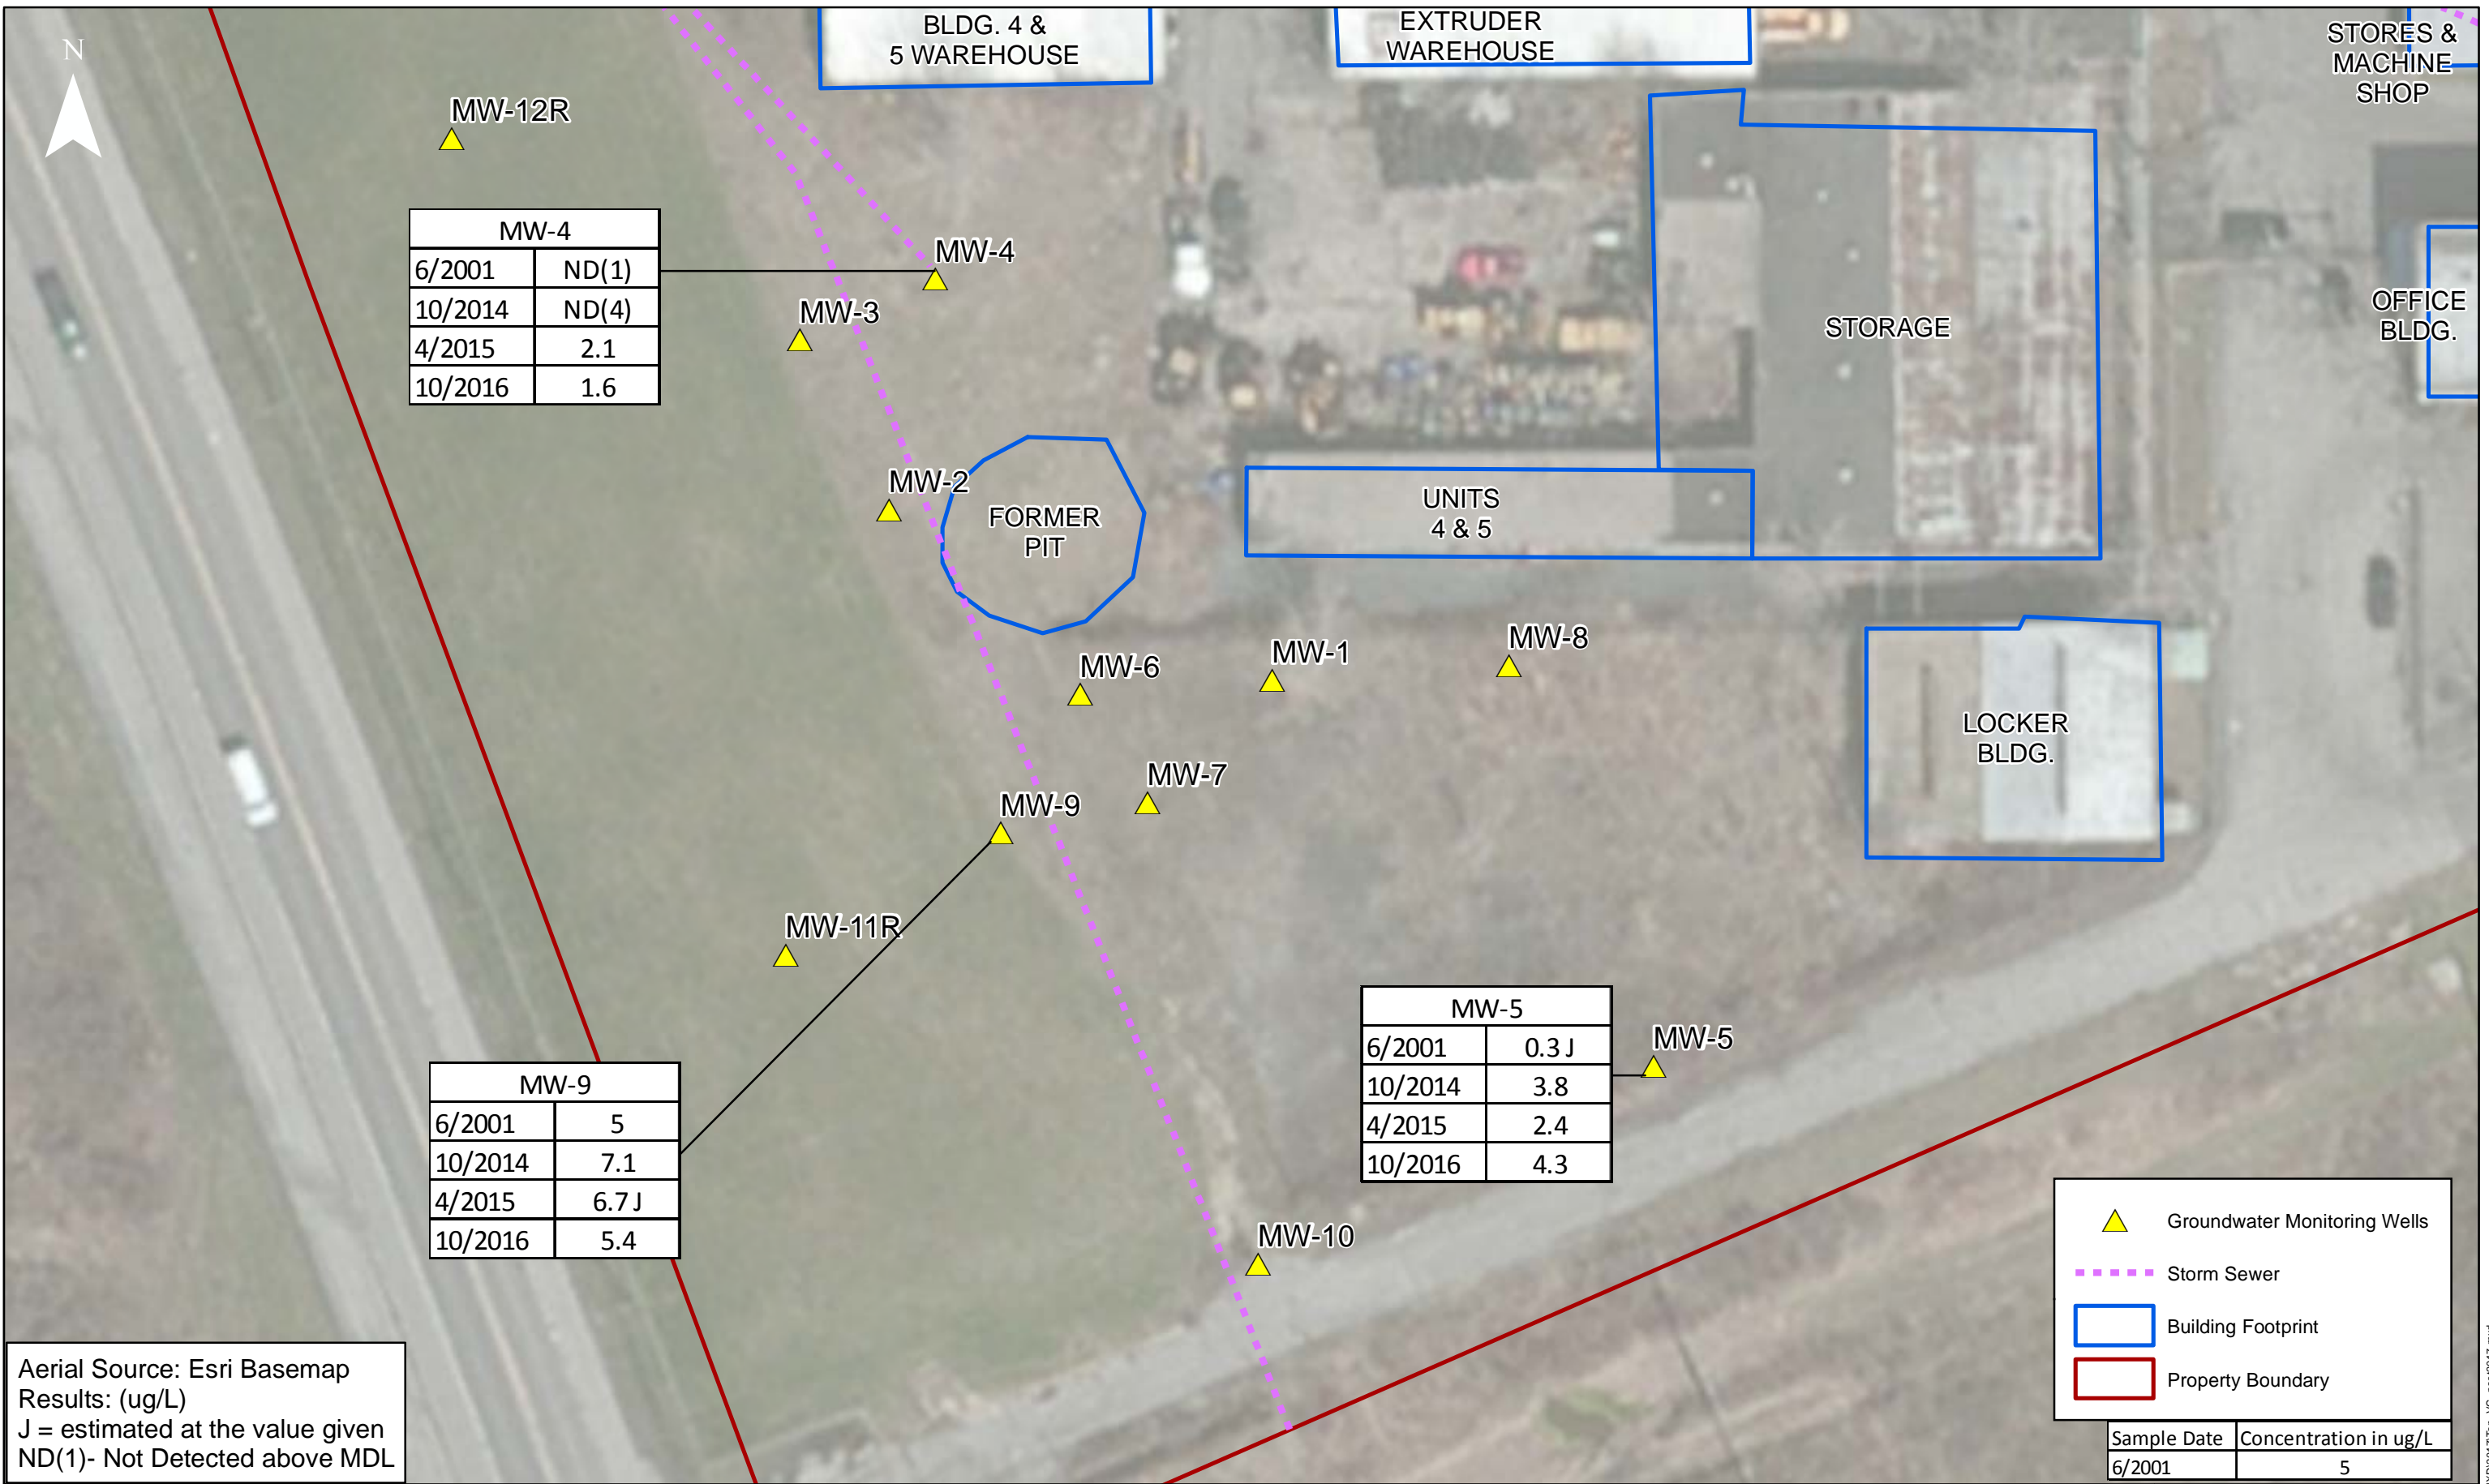 N
BLDG. 4 &
5 WAREHOUSE
EXTRUDER
WAREHOUSE
STORES &
MACHINE
SHOP
MW-12R
MW-4
6/2001 ND(1)
10/2014 ND(4)
4/2015 2.1
10/2016 1.6
MW-4
MW-3
STORAGE
OFFICE
BLDG.
MW-2
FORMER
PIT
UNITS
4 & 5
MW-6
MW-1
MW-8
LOCKER
BLDG.
MW-7
MW-9
MW-11R
MW-5
6/2001 0.3 J
10/2014 3.8
4/2015 2.4
10/2016 4.3
MW-5
MW-9
6/2001 5
10/2014 7.1
4/2015 6.7 J
10/2016 5.4
MW-10
Groundwater Monitoring Wells
Storm Sewer
Building Footprint
Property Boundary
Aerial Source: Esri Basemap
Results: (ug/L)
J = estimated at the value given
ND(1)- Not Detected above MDL
Sample Date Concentration in ug/L
6/2001 5